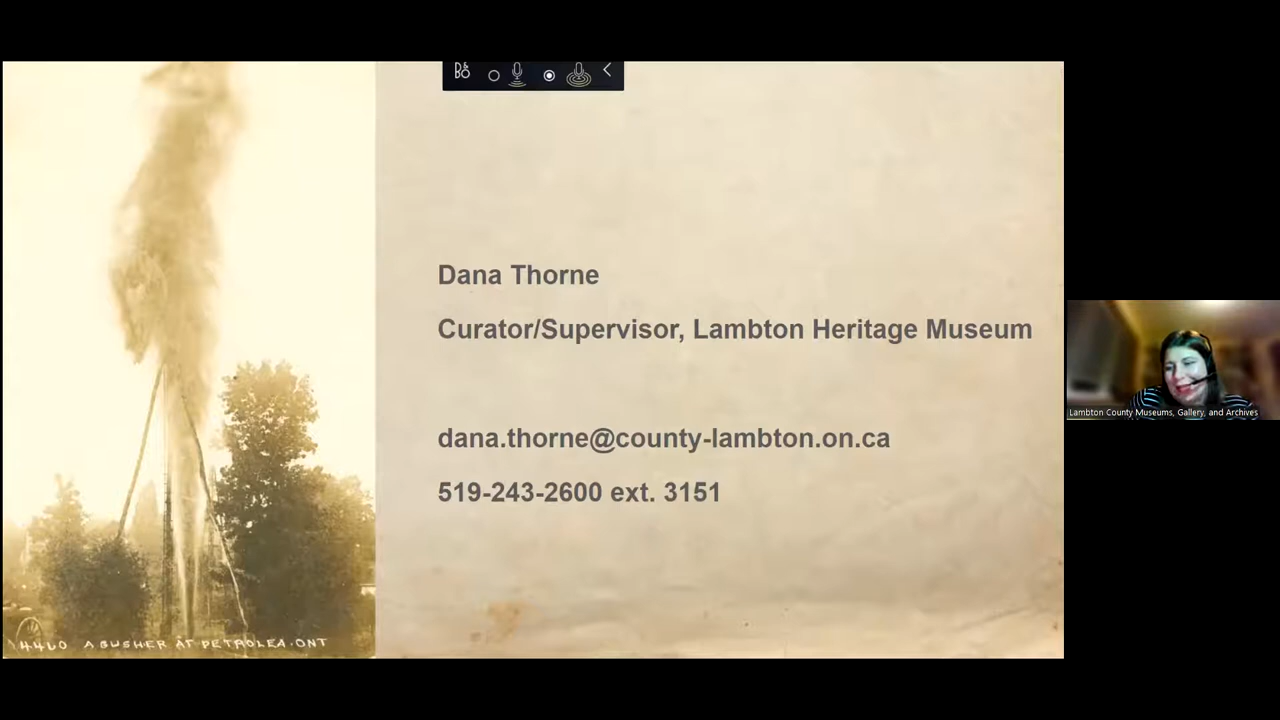 Dana Thorne
Curator/Supervisor, Lambton Heritage Museum
dana.thorne@county-lambton.on.ca
519-243-2600 ext. 3151
Lambton County Museums, Gallery, and Archives
4460 A GUSHER AT PETROLEA.ONT